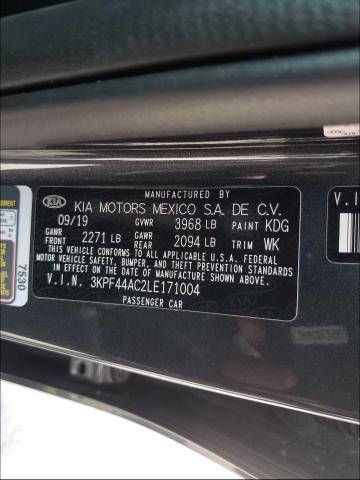 MANUFACTURED BY
KIA KIA MOTORS MEXICO S.A. DE C.V.
09/19 GVWR 3968 LB PAINT KDG
GAWR FRONT 2271 LB GAWR REAR 2094 LB TRIM WK
THIS VEHICLE CONFORMS TO ALL APPLICABLE U.S.A. FEDERAL
MOTOR VEHICLE SAFETY, BUMPER, AND THEFT PREVENTION
STANDARDS IN EFFECT ON THE DATE OF MANUFACTURE SHOWN ABOVE.
V.I.N. 3KPF44AC2LE171004
PASSENGER CAR
7530
V.I